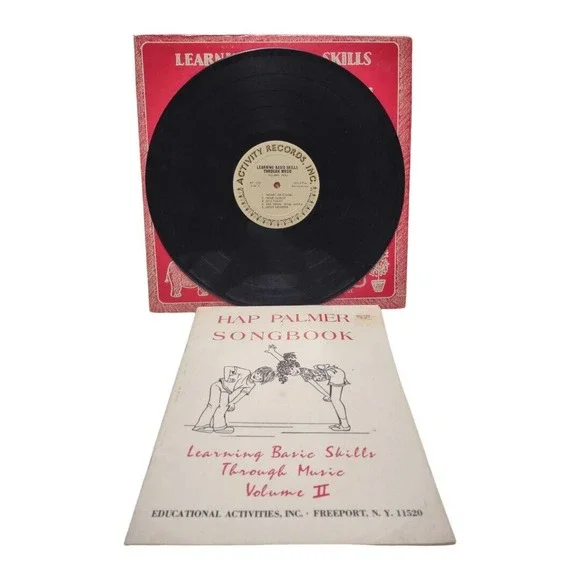 LEARNI SKILLS
ACTIVITY RECORDS, INC.
LEARNING BASIC SKILLS
THROUGH MUSIC
HAP PALMER
SONGBOOK
Learning Basic Skills
Through Music
Volume II
EDUCATIONAL ACTIVITIES, INC. · FREEPORT, N. Y. 11520